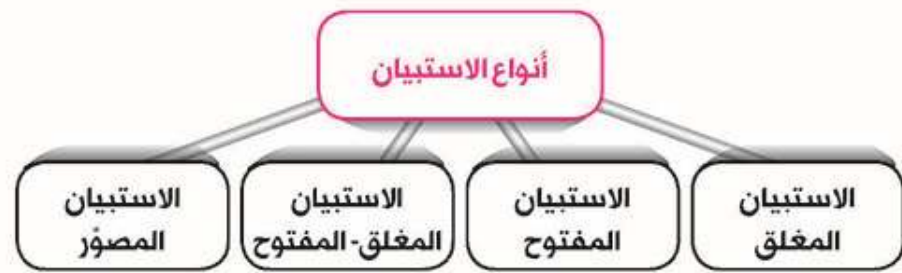 أنواع الاستبيان
الاستبيان
المغلق
الاستبيان
المفتوح
الاستبيان
المغلق-المفتوح
الاستبيان
المصوّر